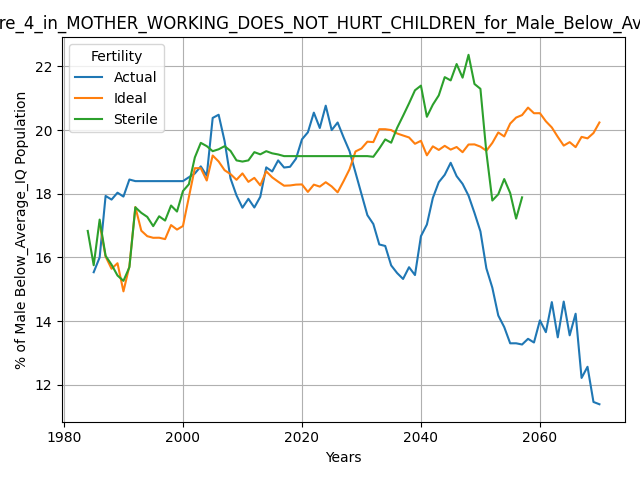 re_4_in_MOTHER_WORKING_DOES_NOT_HURT_CHILDREN_for_Male_Below_Av
Fertility
Actual
Ideal
Sterile
% of Male Below_Average_IQ Population
22
20
18
16
14
12
1980
2000
2020
2040
2060
Years